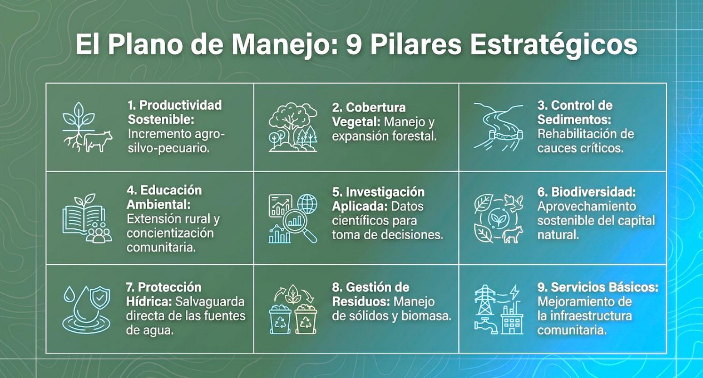 El Plano de Manejo: 9 Pilares Estratégicos
1. Productividad
Sostenible:
Incremento agro-
silvo-pecuario.
2. Cobertura
Vegetal: Manejo y
expansión forestal.
3. Control de
Sedimentos:
Rehabilitación de
cauces críticos.
4. Educación
Ambiental:
Extensión rural y
concientización
comunitaria.
5. Investigación
Aplicada: Datos
científicos para
toma de decisiones.
6. Biodiversidad:
Aprovechamiento
sostenible del capital
natural.
7. Protección
Hídrica: Salvaguarda
directa de las fuentes
de agua.
8. Gestión de
Residuos: Manejo
de sólidos y biomasa.
9. Servicios Básicos:
Mejoramiento de
la infraestructura
comunitaria.